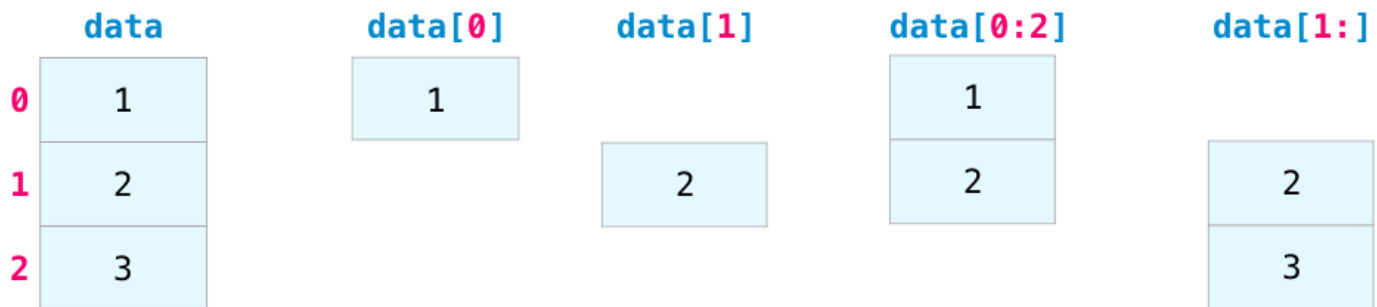 data data[0] data[1] data[0:2] data[1:]
0 1 1 1
1 2 2 2 2
2 3 3